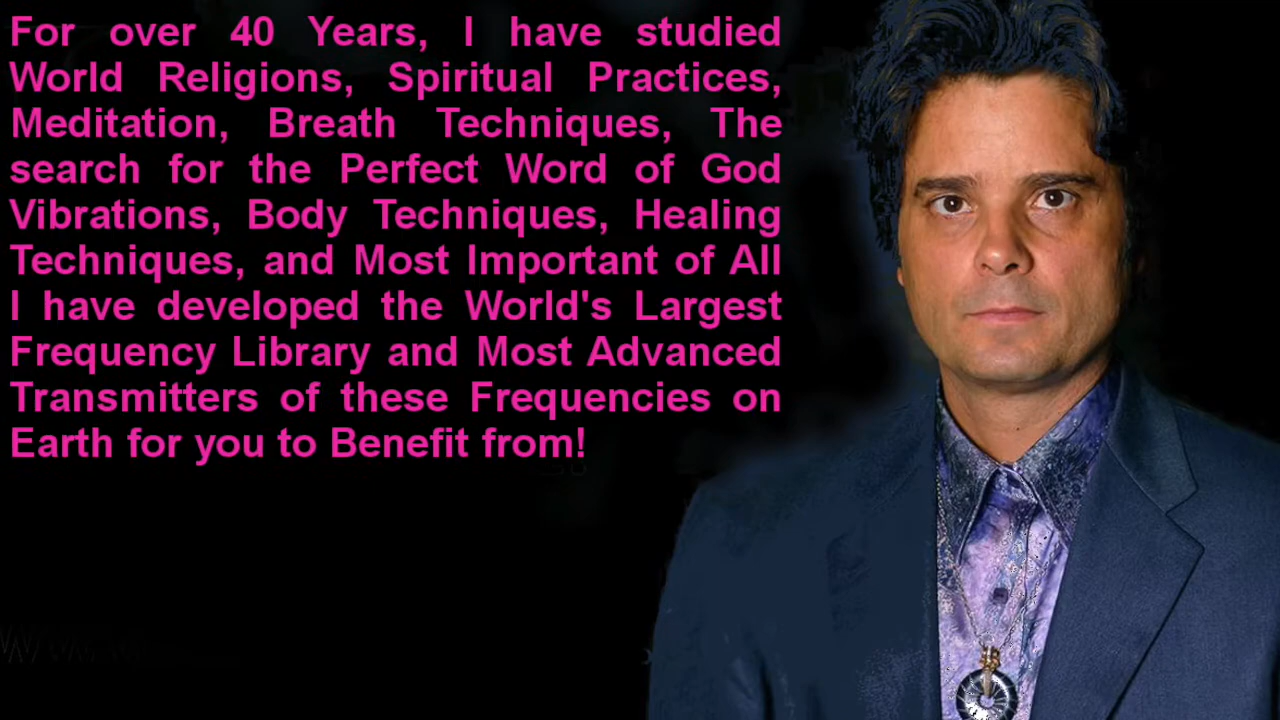 For over 40 Years, I have studied
World Religions, Spiritual Practices,
Meditation, Breath Techniques, The
search for the Perfect Word of God
Vibrations, Body Techniques, Healing
Techniques, and Most Important of All
I have developed the World's Largest
Frequency Library and Most Advanced
Transmitters of these Frequencies on
Earth for you to Benefit from!